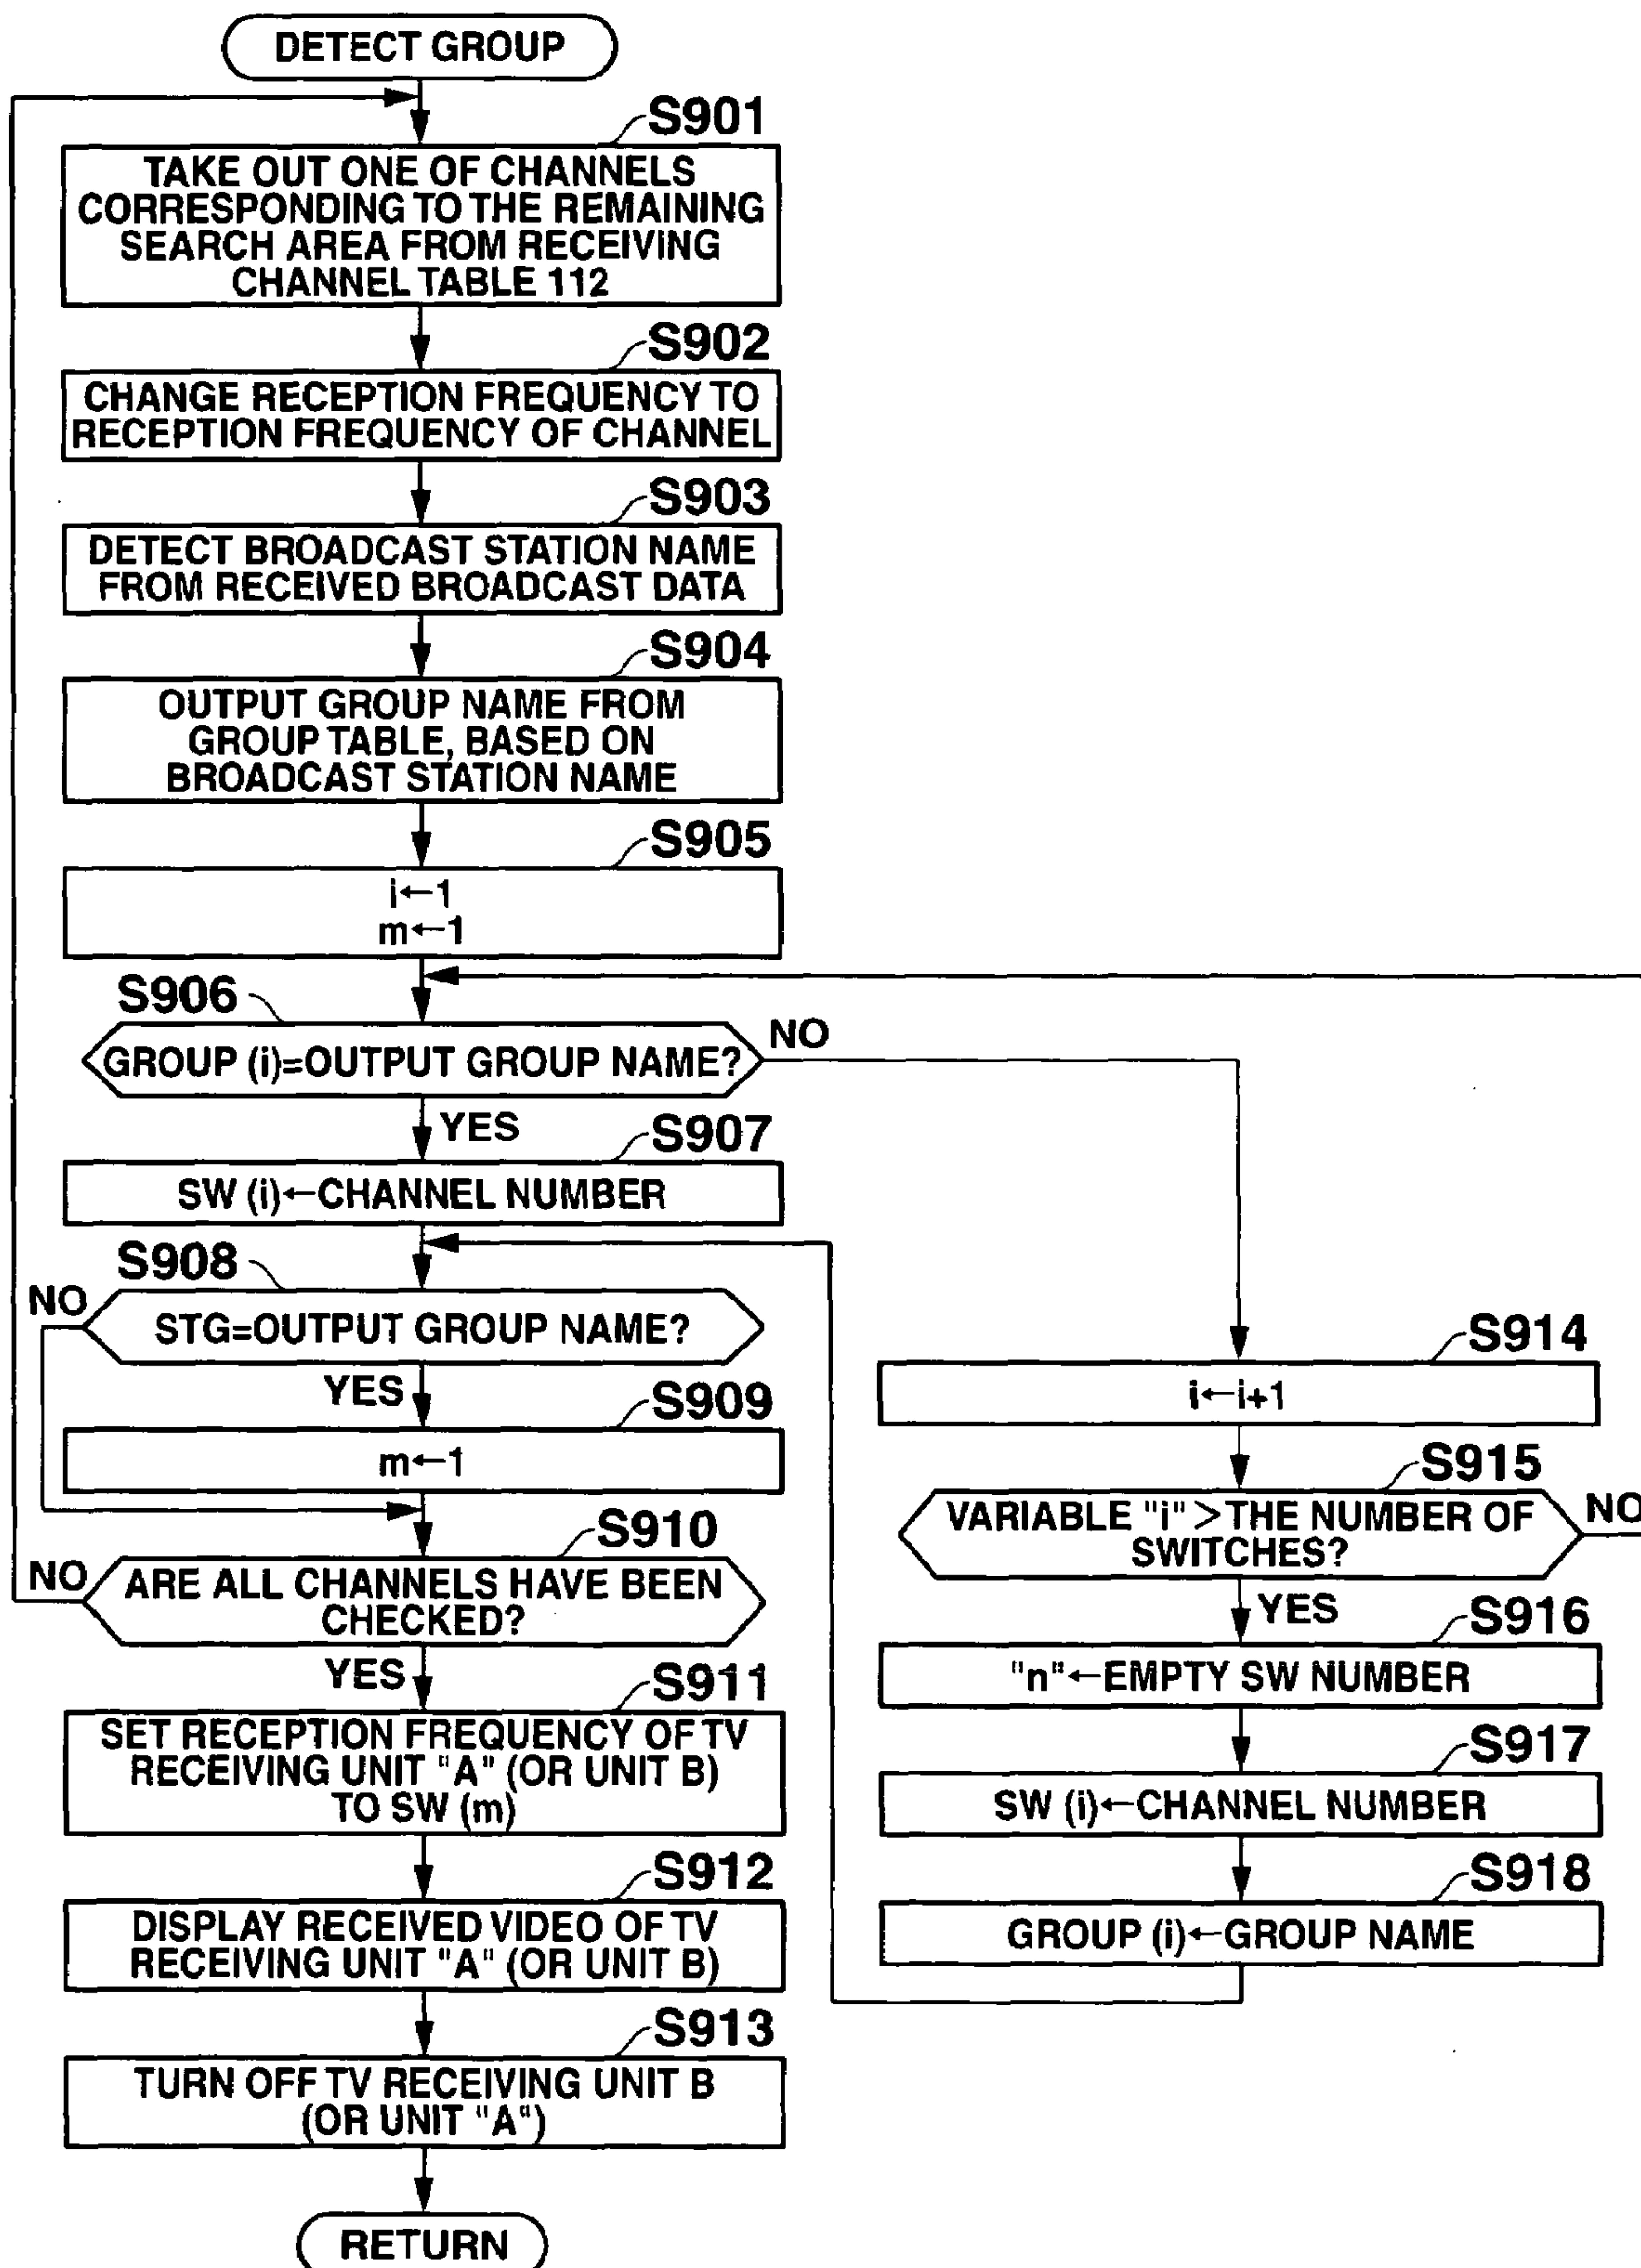 DETECT GROUP
S901
TAKE OUT ONE OF CHANNELS
CORRESPONDING TO THE REMAINING
SEARCH AREA FROM RECEIVING
CHANNEL TABLE 112
S902
CHANGE RECEPTION FREQUENCY TO
RECEPTION FREQUENCY OF CHANNEL
S903
DETECT BROADCAST STATION NAME
FROM RECEIVED BROADCAST DATA
S904
OUTPUT GROUP NAME FROM
GROUP TABLE, BASED ON
BROADCAST STATION NAME
S905
i←1
m←1
S906
GROUP (i)=OUTPUT GROUP NAME?
NO
YES
S907
SW (i)←CHANNEL NUMBER
S908
NO
STG=OUTPUT GROUP NAME?
YES
S909
m←1
S910
NO
ARE ALL CHANNELS HAVE BEEN
CHECKED?
YES
S911
SET RECEPTION FREQUENCY OF TV
RECEIVING UNIT "A" (OR UNIT B)
TO SW (m)
S912
DISPLAY RECEIVED VIDEO OF TV
RECEIVING UNIT "A" (OR UNIT B)
S913
TURN OFF TV RECEIVING UNIT B
(OR UNIT "A")
RETURN
S914
i←i+1
S915
VARIABLE "i" >THE NUMBER OF
SWITCHES?
NO
YES
S916
"n"←EMPTY SW NUMBER
S917
SW (i)←CHANNEL NUMBER
S918
GROUP (i)←GROUP NAME